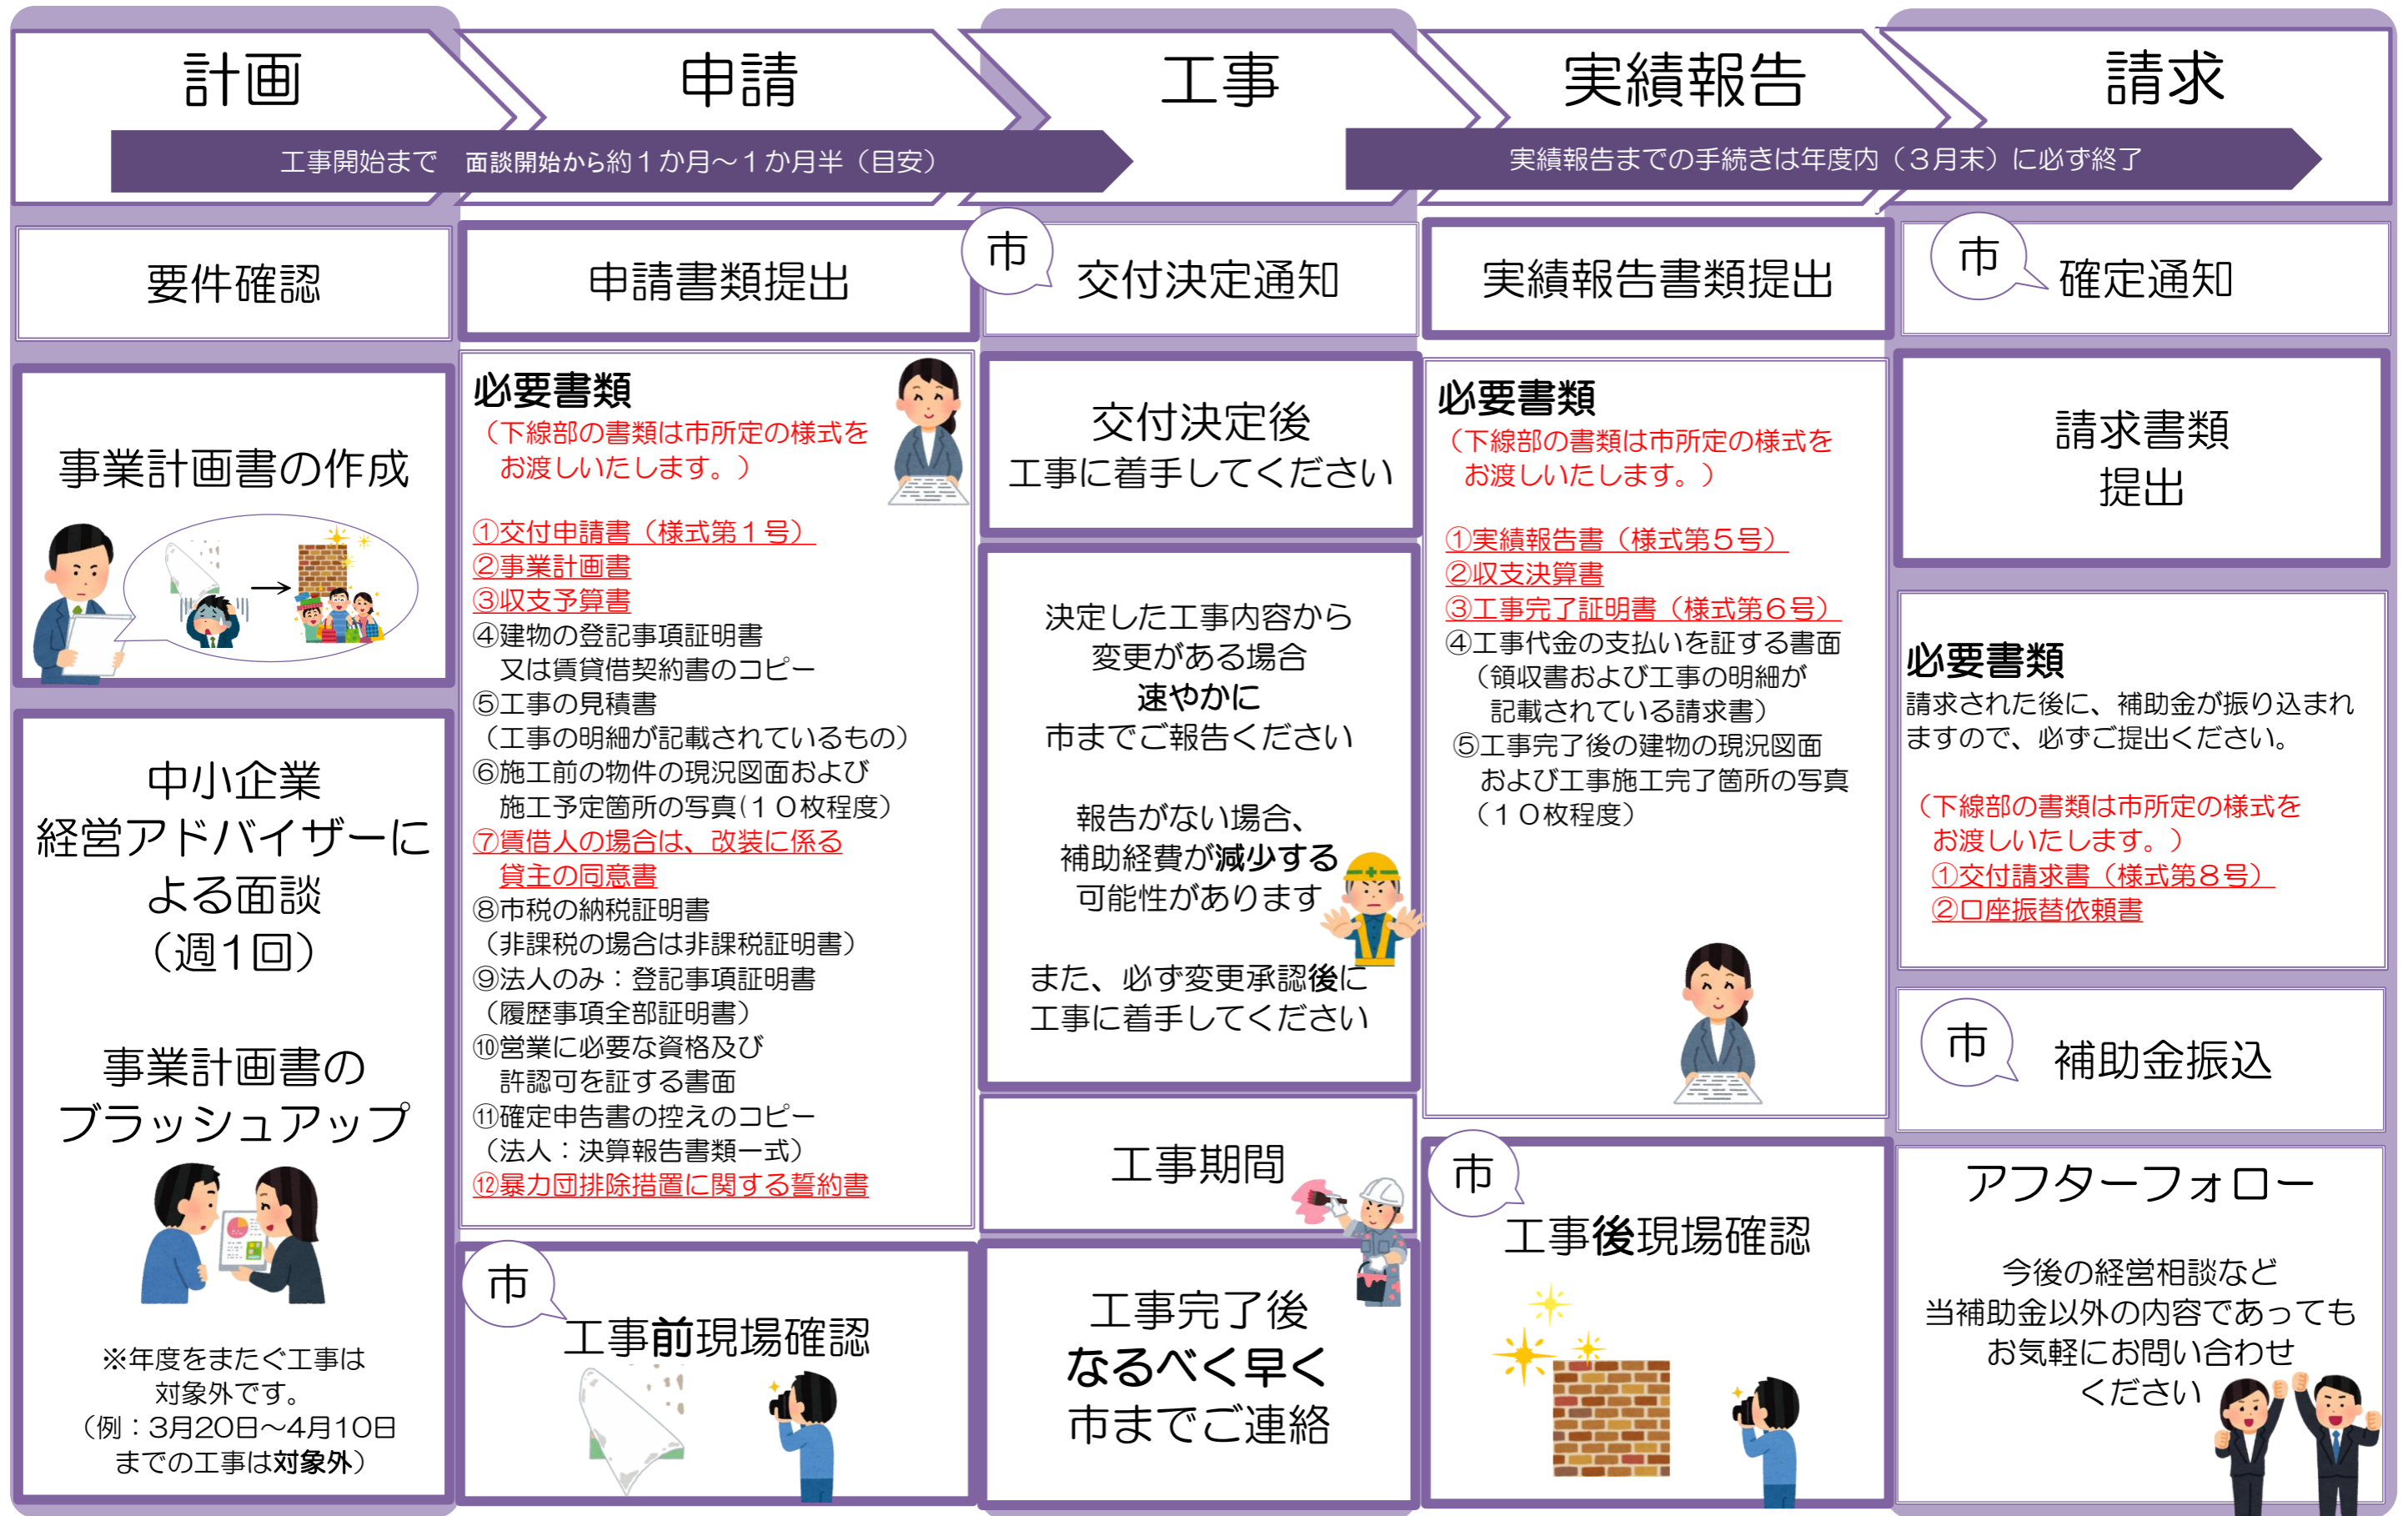 計画
申請
工事
実績報告
請求
工事開始まで　面談開始から約１か月～１か月半（目安）
実績報告までの手続きは年度内（３月末）に必ず終了
要件確認
事業計画書の作成
中小企業
経営アドバイザーに
よる面談
（週1回）
事業計画書の
ブラッシュアップ
※年度をまたぐ工事は
対象外です。
（例：3月20日～4月10日
までの工事は対象外）
申請書類提出
必要書類
（下線部の書類は市所定の様式を
お渡しいたします。）
①交付申請書（様式第１号）
②事業計画書
③収支予算書
④建物の登記事項証明書
又は賃貸借契約書のコピー
⑤工事の見積書
（工事の明細が記載されているもの）
⑥施工前の物件の現況図面および
施工予定箇所の写真(１０枚程度）
⑦賃借人の場合は、改装に係る
貸主の同意書
⑧市税の納税証明書
（非課税の場合は非課税証明書）
⑨法人のみ：登記事項証明書
（履歴事項全部証明書）
⑩営業に必要な資格及び
許認可を証する書面
⑪確定申告書の控えのコピー
（法人：決算報告書類一式）
⑫暴力団排除措置に関する誓約書
市
工事前現場確認
市
交付決定通知
交付決定後
工事に着手してください
決定した工事内容から
変更がある場合
速やかに
市までご報告ください
報告がない場合、
補助経費が減少する
可能性があります
また、必ず変更承認後に
工事に着手してください
工事期間
工事完了後
なるべく早く
市までご連絡
実績報告書類提出
必要書類
（下線部の書類は市所定の様式を
お渡しいたします。）
①実績報告書（様式第５号）
②収支決算書
③工事完了証明書（様式第６号）
④工事代金の支払いを証する書面
（領収書および工事の明細が
記載されている請求書）
⑤工事完了後の建物の現況図面
および工事施工完了箇所の写真
（１０枚程度）
市
工事後現場確認
市
確定通知
請求書類
提出
必要書類
請求された後に、補助金が振り込まれ
ますので、必ずご提出ください。
（下線部の書類は市所定の様式を
お渡しいたします。）
①交付請求書（様式第８号）
②口座振替依頼書
市
補助金振込
アフターフォロー
今後の経営相談など
当補助金以外の内容であっても
お気軽にお問い合わせ
ください